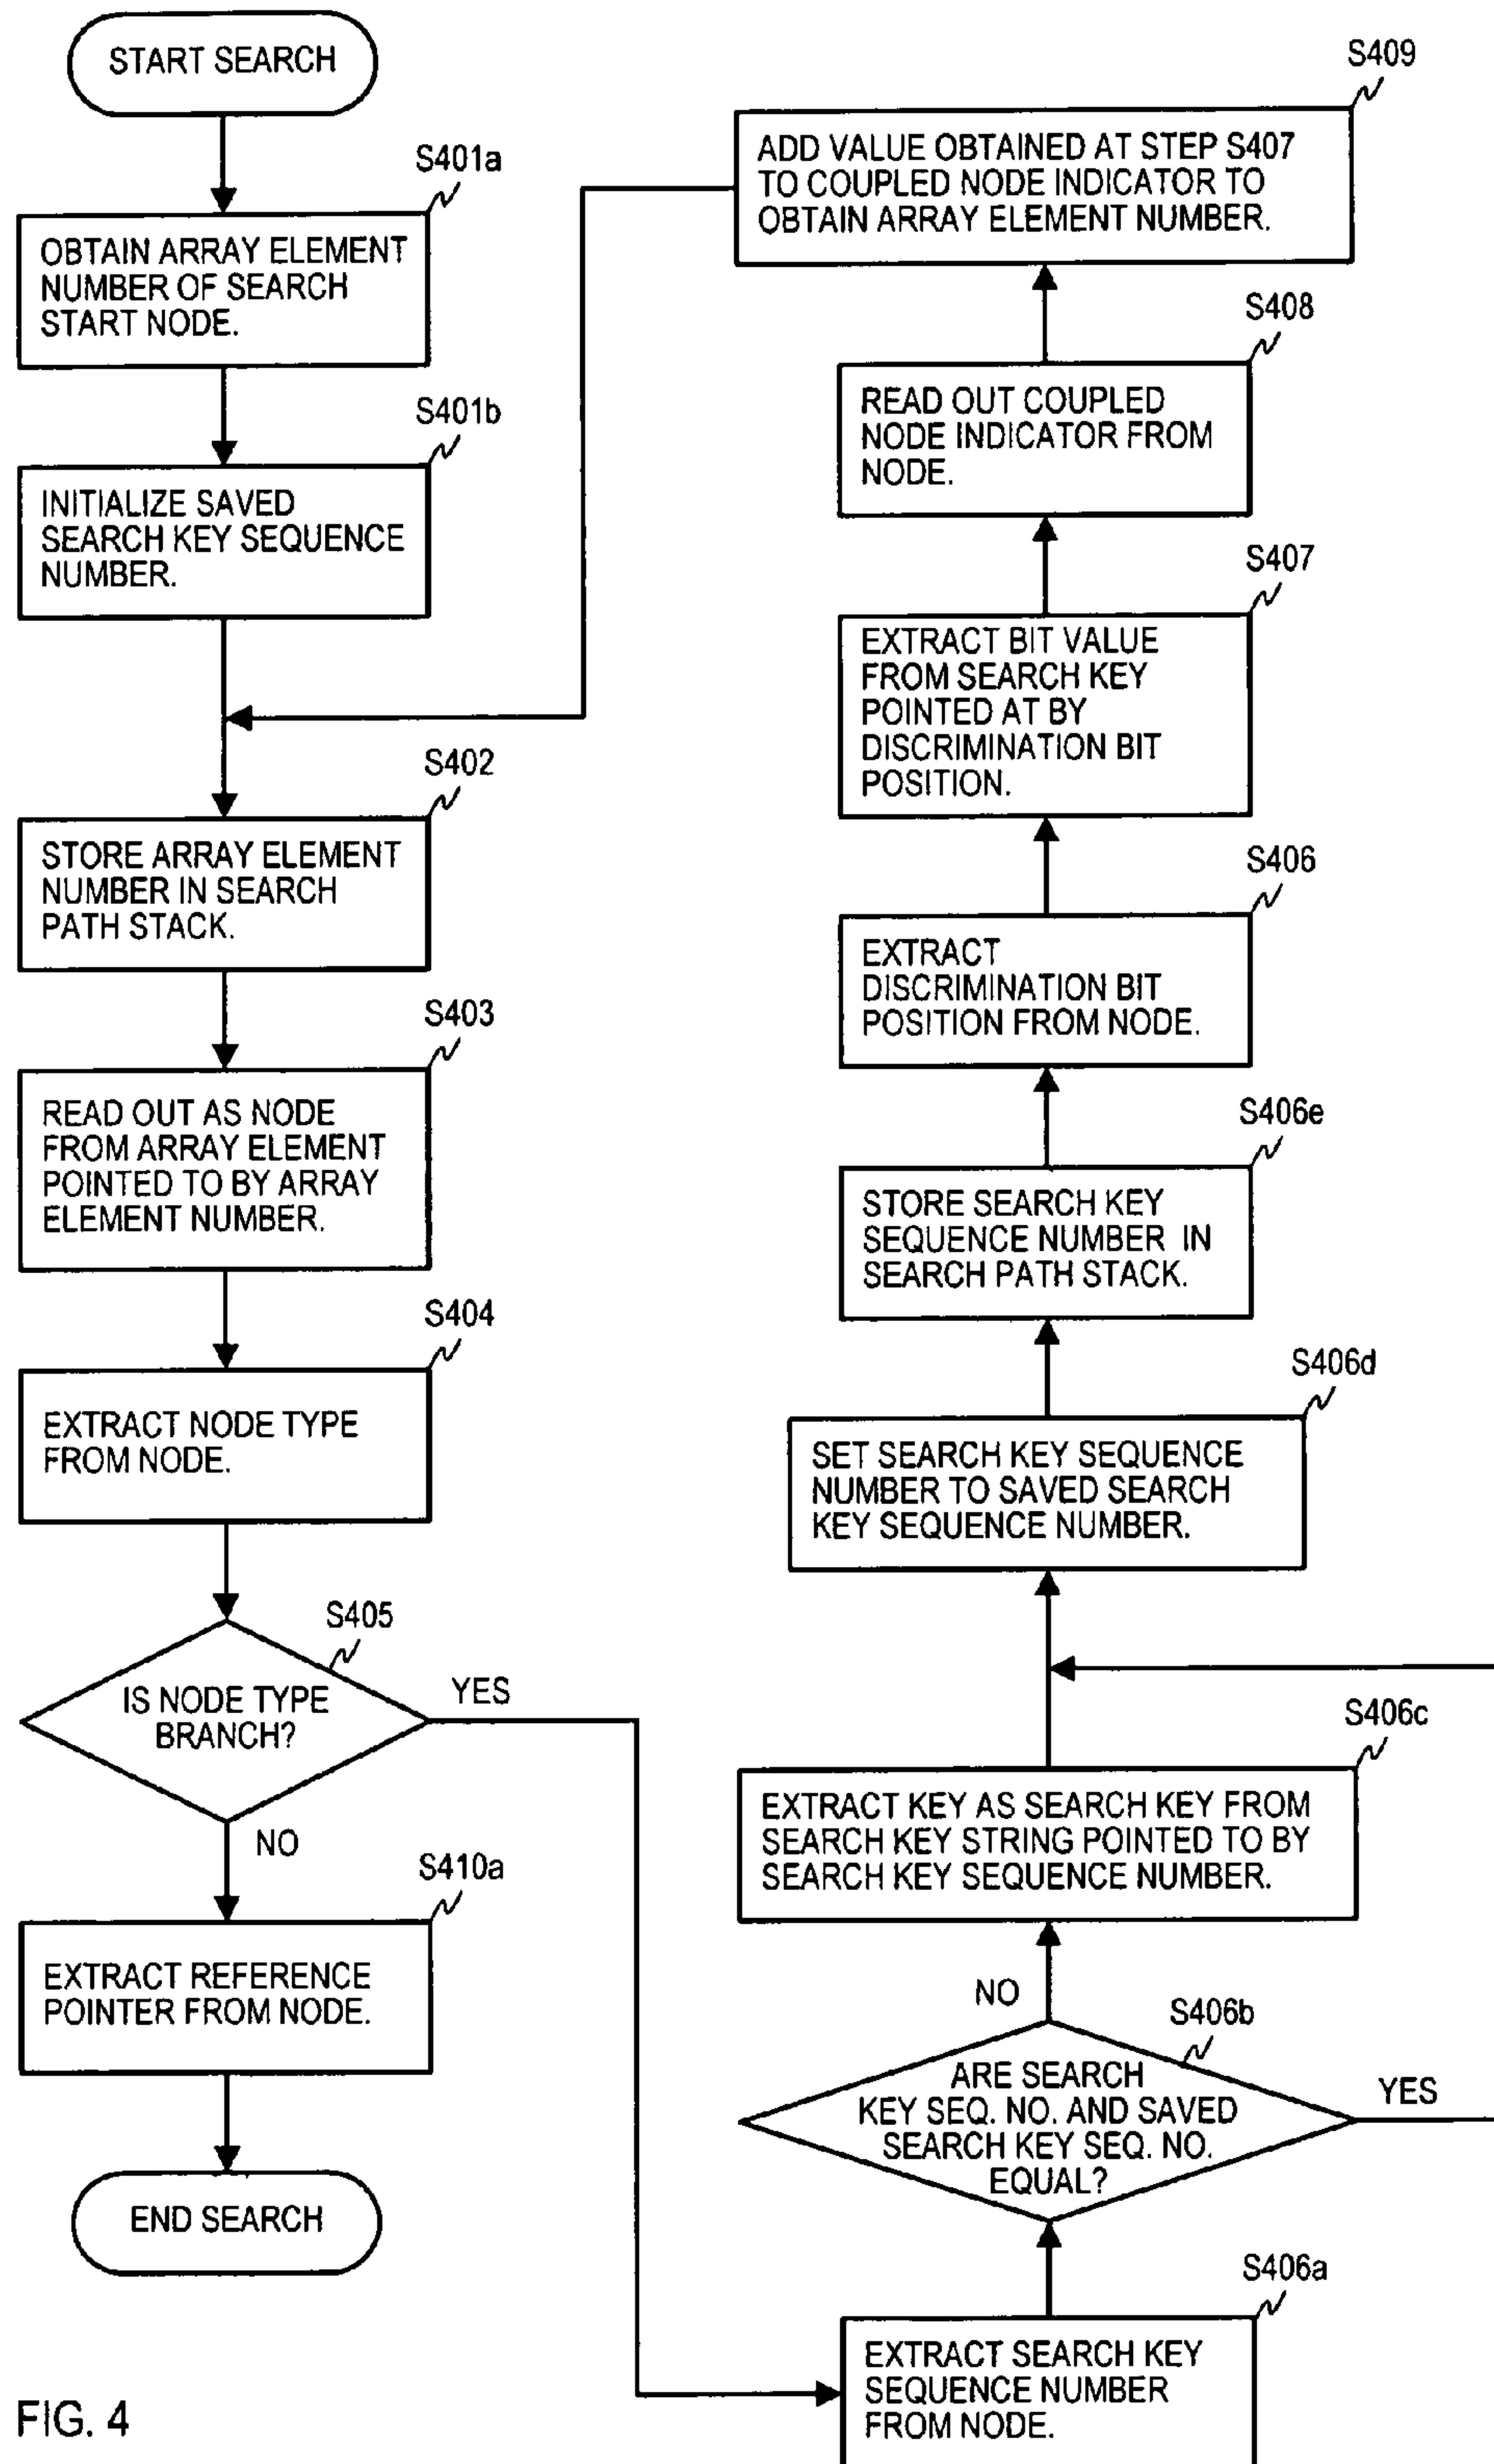 START SEARCH
S401a
OBTAIN ARRAY ELEMENT
NUMBER OF SEARCH
START NODE.
S401b
INITIALIZE SAVED
SEARCH KEY SEQUENCE
NUMBER.
S402
STORE ARRAY ELEMENT
NUMBER IN SEARCH
PATH STACK.
S403
READ OUT AS NODE
FROM ARRAY ELEMENT
POINTED TO BY ARRAY
ELEMENT NUMBER.
S404
EXTRACT NODE TYPE
FROM NODE.
S405
IS NODE TYPE
BRANCH?
YES
NO
S410a
EXTRACT REFERENCE
POINTER FROM NODE.
END SEARCH
S409
ADD VALUE OBTAINED AT STEP S407
TO COUPLED NODE INDICATOR TO
OBTAIN ARRAY ELEMENT NUMBER.
S408
READ OUT COUPLED
NODE INDICATOR FROM
NODE.
S407
EXTRACT BIT VALUE
FROM SEARCH KEY
POINTED AT BY
DISCRIMINATION BIT
POSITION.
S406
EXTRACT
DISCRIMINATION BIT
POSITION FROM NODE.
S406e
STORE SEARCH KEY
SEQUENCE NUMBER IN
SEARCH PATH STACK.
S406d
SET SEARCH KEY SEQUENCE
NUMBER TO SAVED SEARCH
KEY SEQUENCE NUMBER.
S406c
EXTRACT KEY AS SEARCH KEY FROM
SEARCH KEY STRING POINTED TO BY
SEARCH KEY SEQUENCE NUMBER.
NO
S406b
ARE SEARCH
KEY SEQ. NO. AND SAVED
SEARCH KEY SEQ. NO.
EQUAL?
YES
S406a
EXTRACT SEARCH KEY
SEQUENCE NUMBER
FROM NODE.
FIG. 4